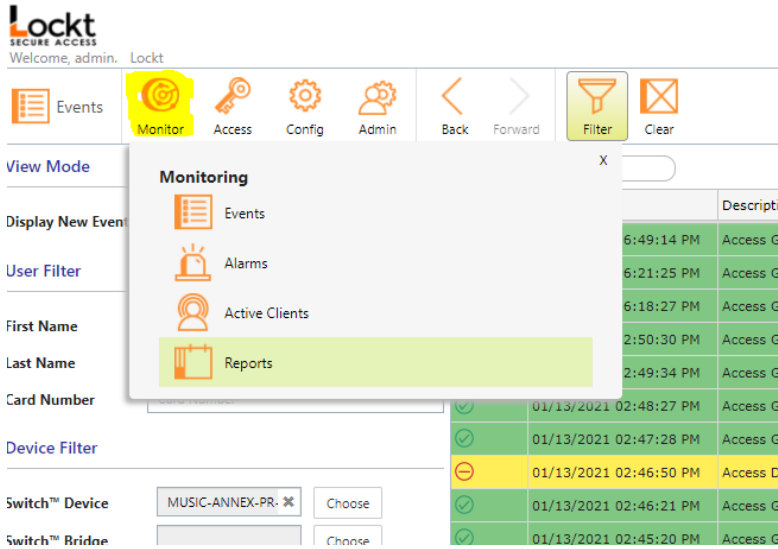 Lockt
SECURE ACCESS
Welcome, admin. Lockt
Events
Monitor Access Config Admin Back Forward Filter Clear
View Mode
X
Monitoring
Events
Alarms
Active Clients
Reports
Display New Event
User Filter
First Name
Last Name
Card Number
Card Number
Device Filter
Switch™ Device MUSIC-ANNEX-PR- ✖ Choose
Switch™ Bridge Choose
Descripti
6:49:14 PM Access G
6:21:25 PM Access G
6:18:27 PM Access G
2:50:30 PM Access G
2:49:34 PM Access G
01/13/2021 02:48:27 PM Access G
01/13/2021 02:47:28 PM Access G
01/13/2021 02:46:50 PM Access D
01/13/2021 02:46:21 PM Access G
01/13/2021 02:45:20 PM Access G